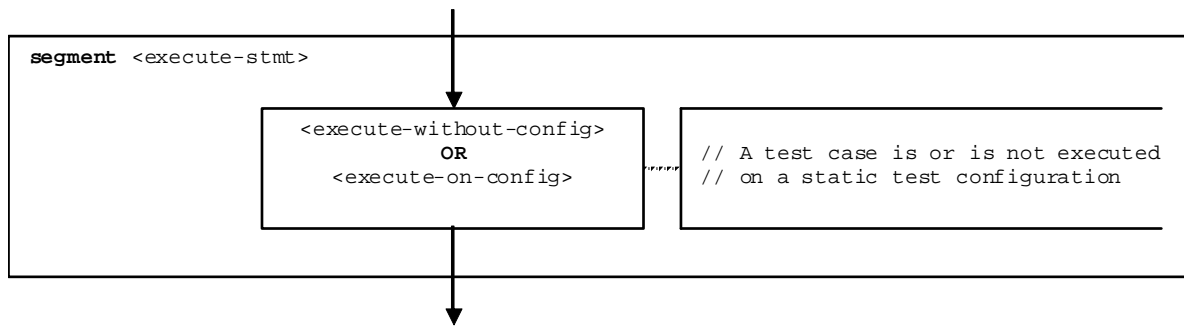 segment <execute-stmt>
<execute-without-config>
OR
<execute-on-config>
// A test case is or is not executed
// on a static test configuration